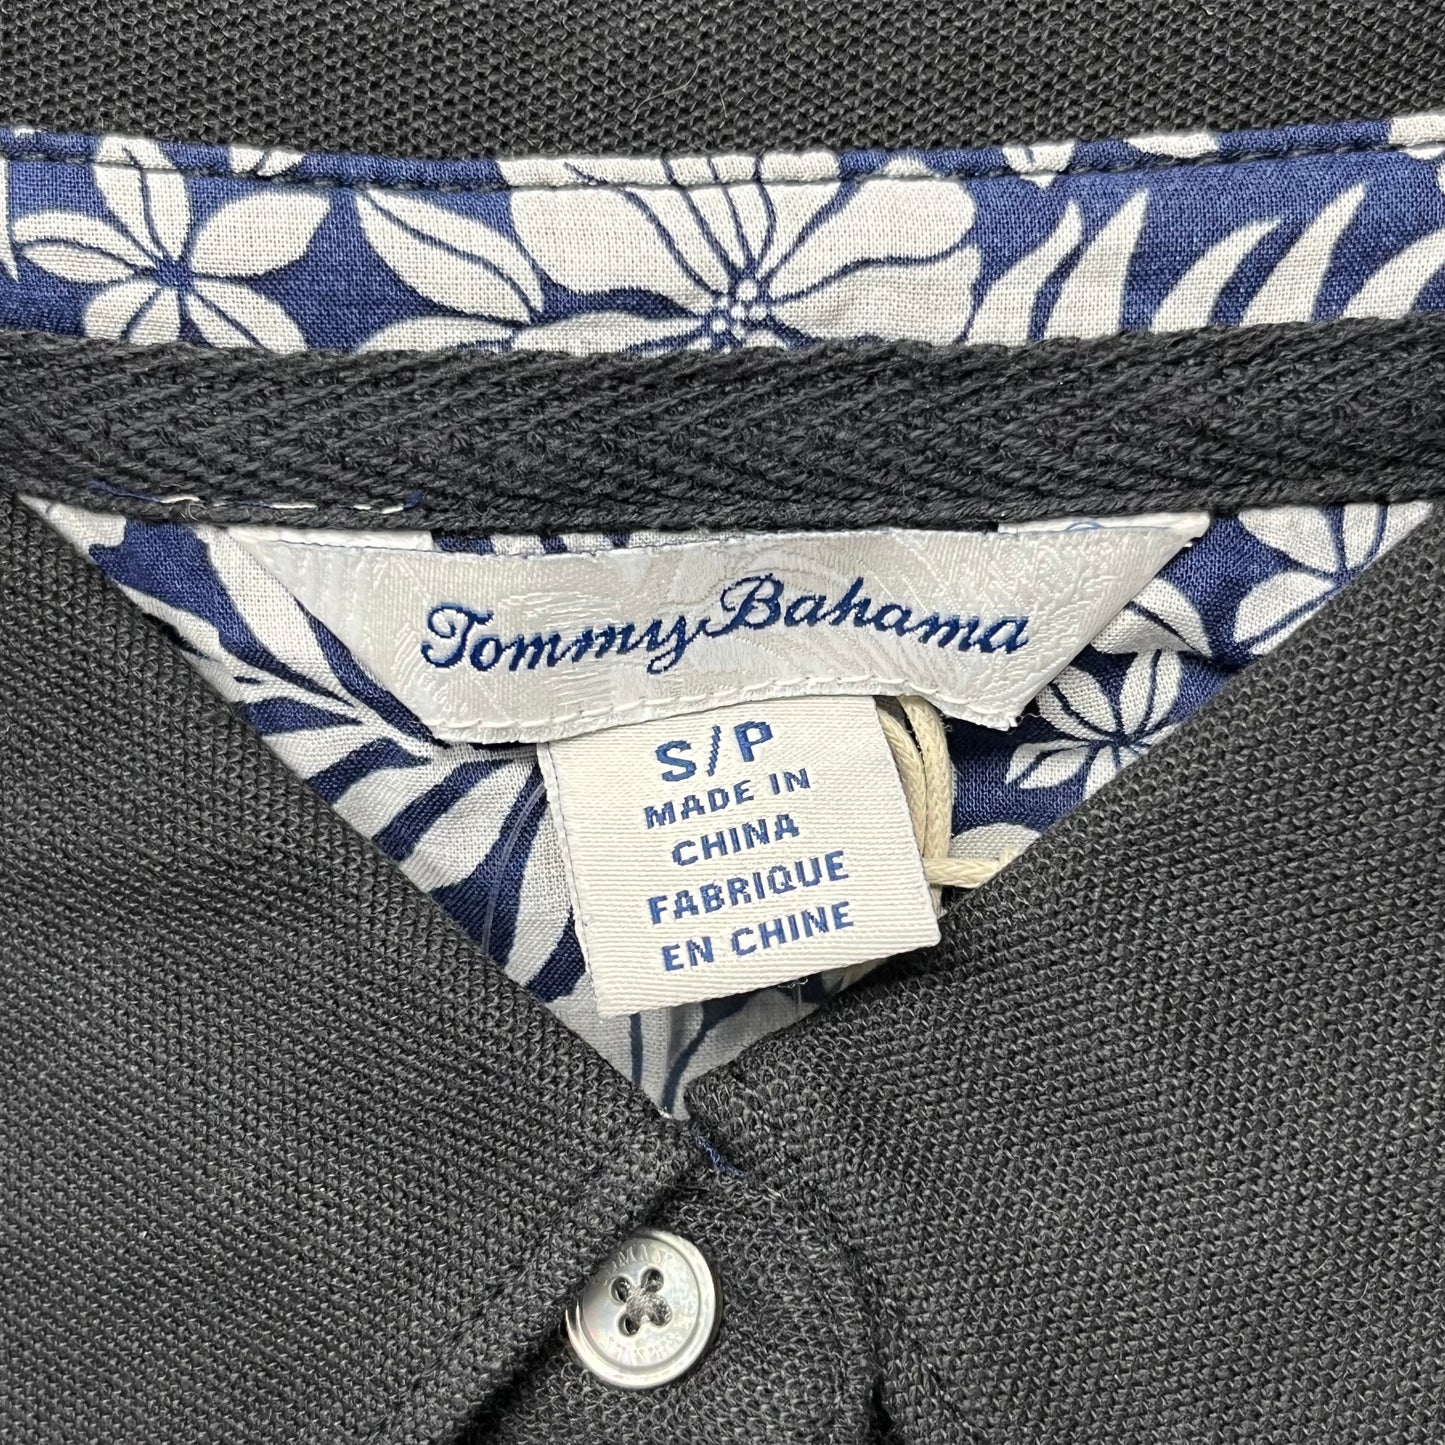 Tommy Bahama
S/P
MADE IN
CHINA
FABRIQUE
EN CHINE